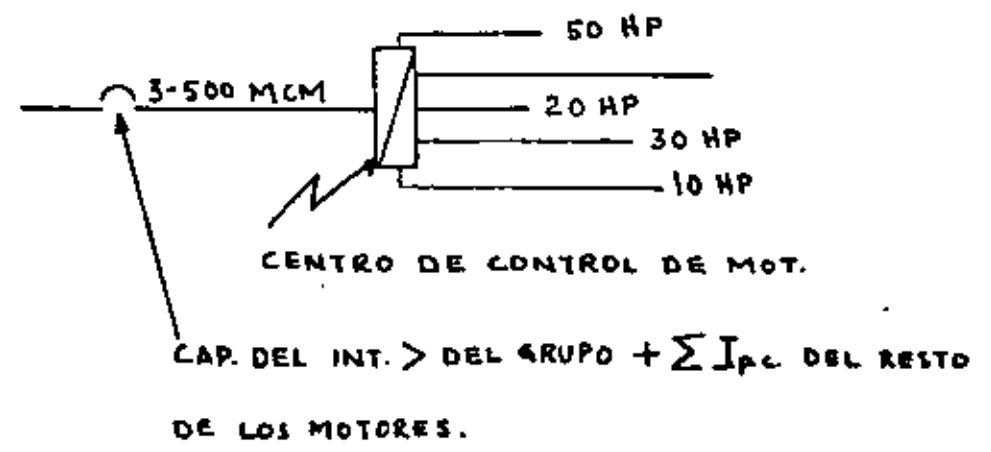 50 HP
3-500 MCM
20 HP
30 HP
10 HP
CENTRO DE CONTROL DE MOT.
CAP. DEL INT. > DEL GRUPO + Σ Ip.c. DEL RESTO
DE LOS MOTORES.